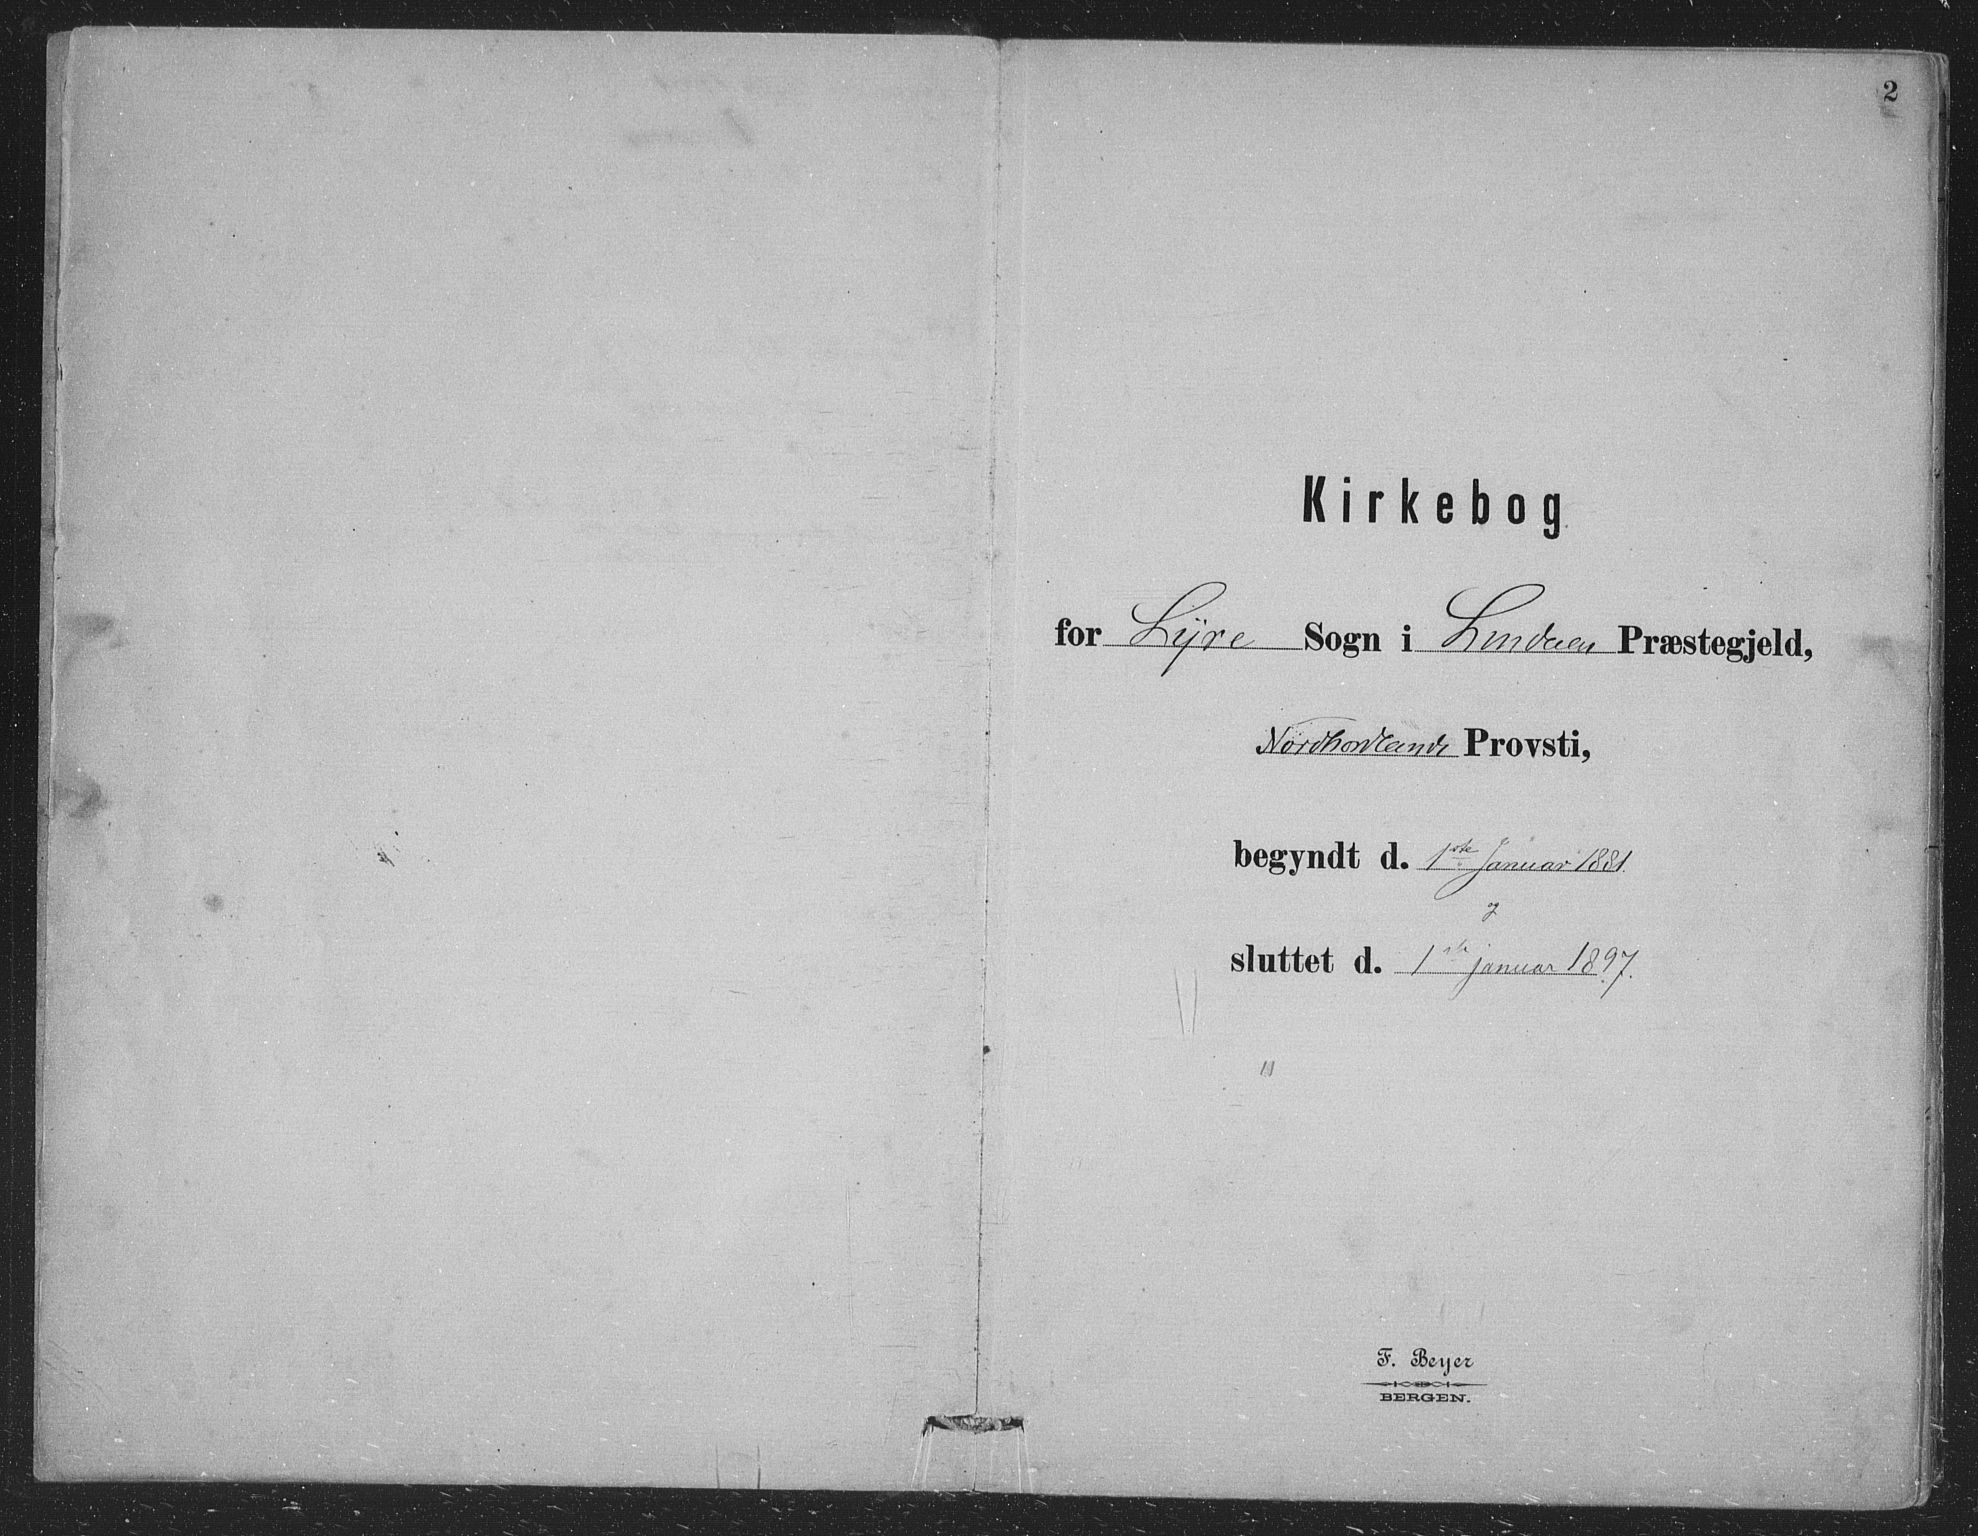 2
Kirkebog
for Lyre Sogn i Lindaas Præstegjeld,
Nordhordlands Provsti,
begyndt d. 1ste Januar 1881
og
sluttet d. 1ste januar 1897.
F. Beyer
BERGEN.